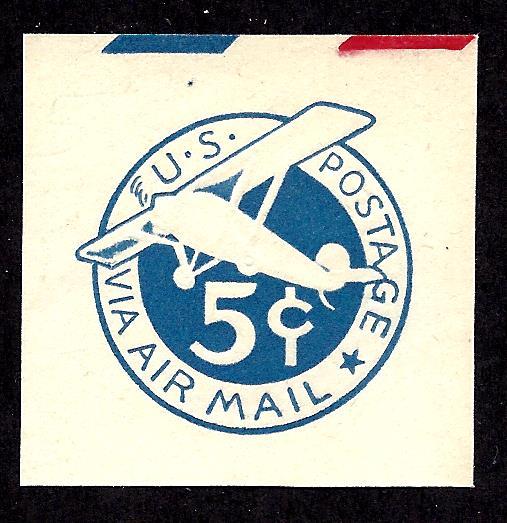 U.S. POSTAGE
VIA AIR MAIL
5¢